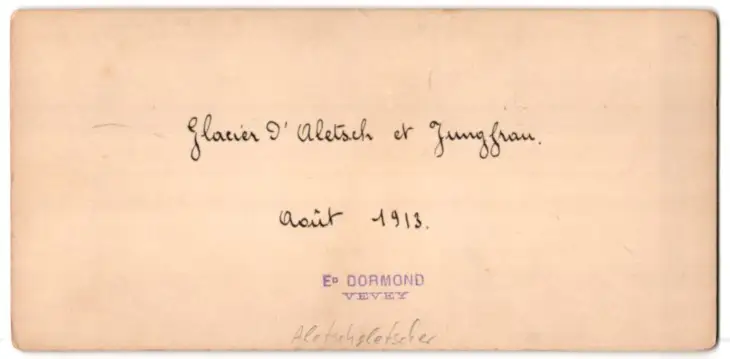 Glacier d' Aletsch et Jungfrau.
Août 1913.
Ed DORMOND
VEVEY
Aletschgletscher